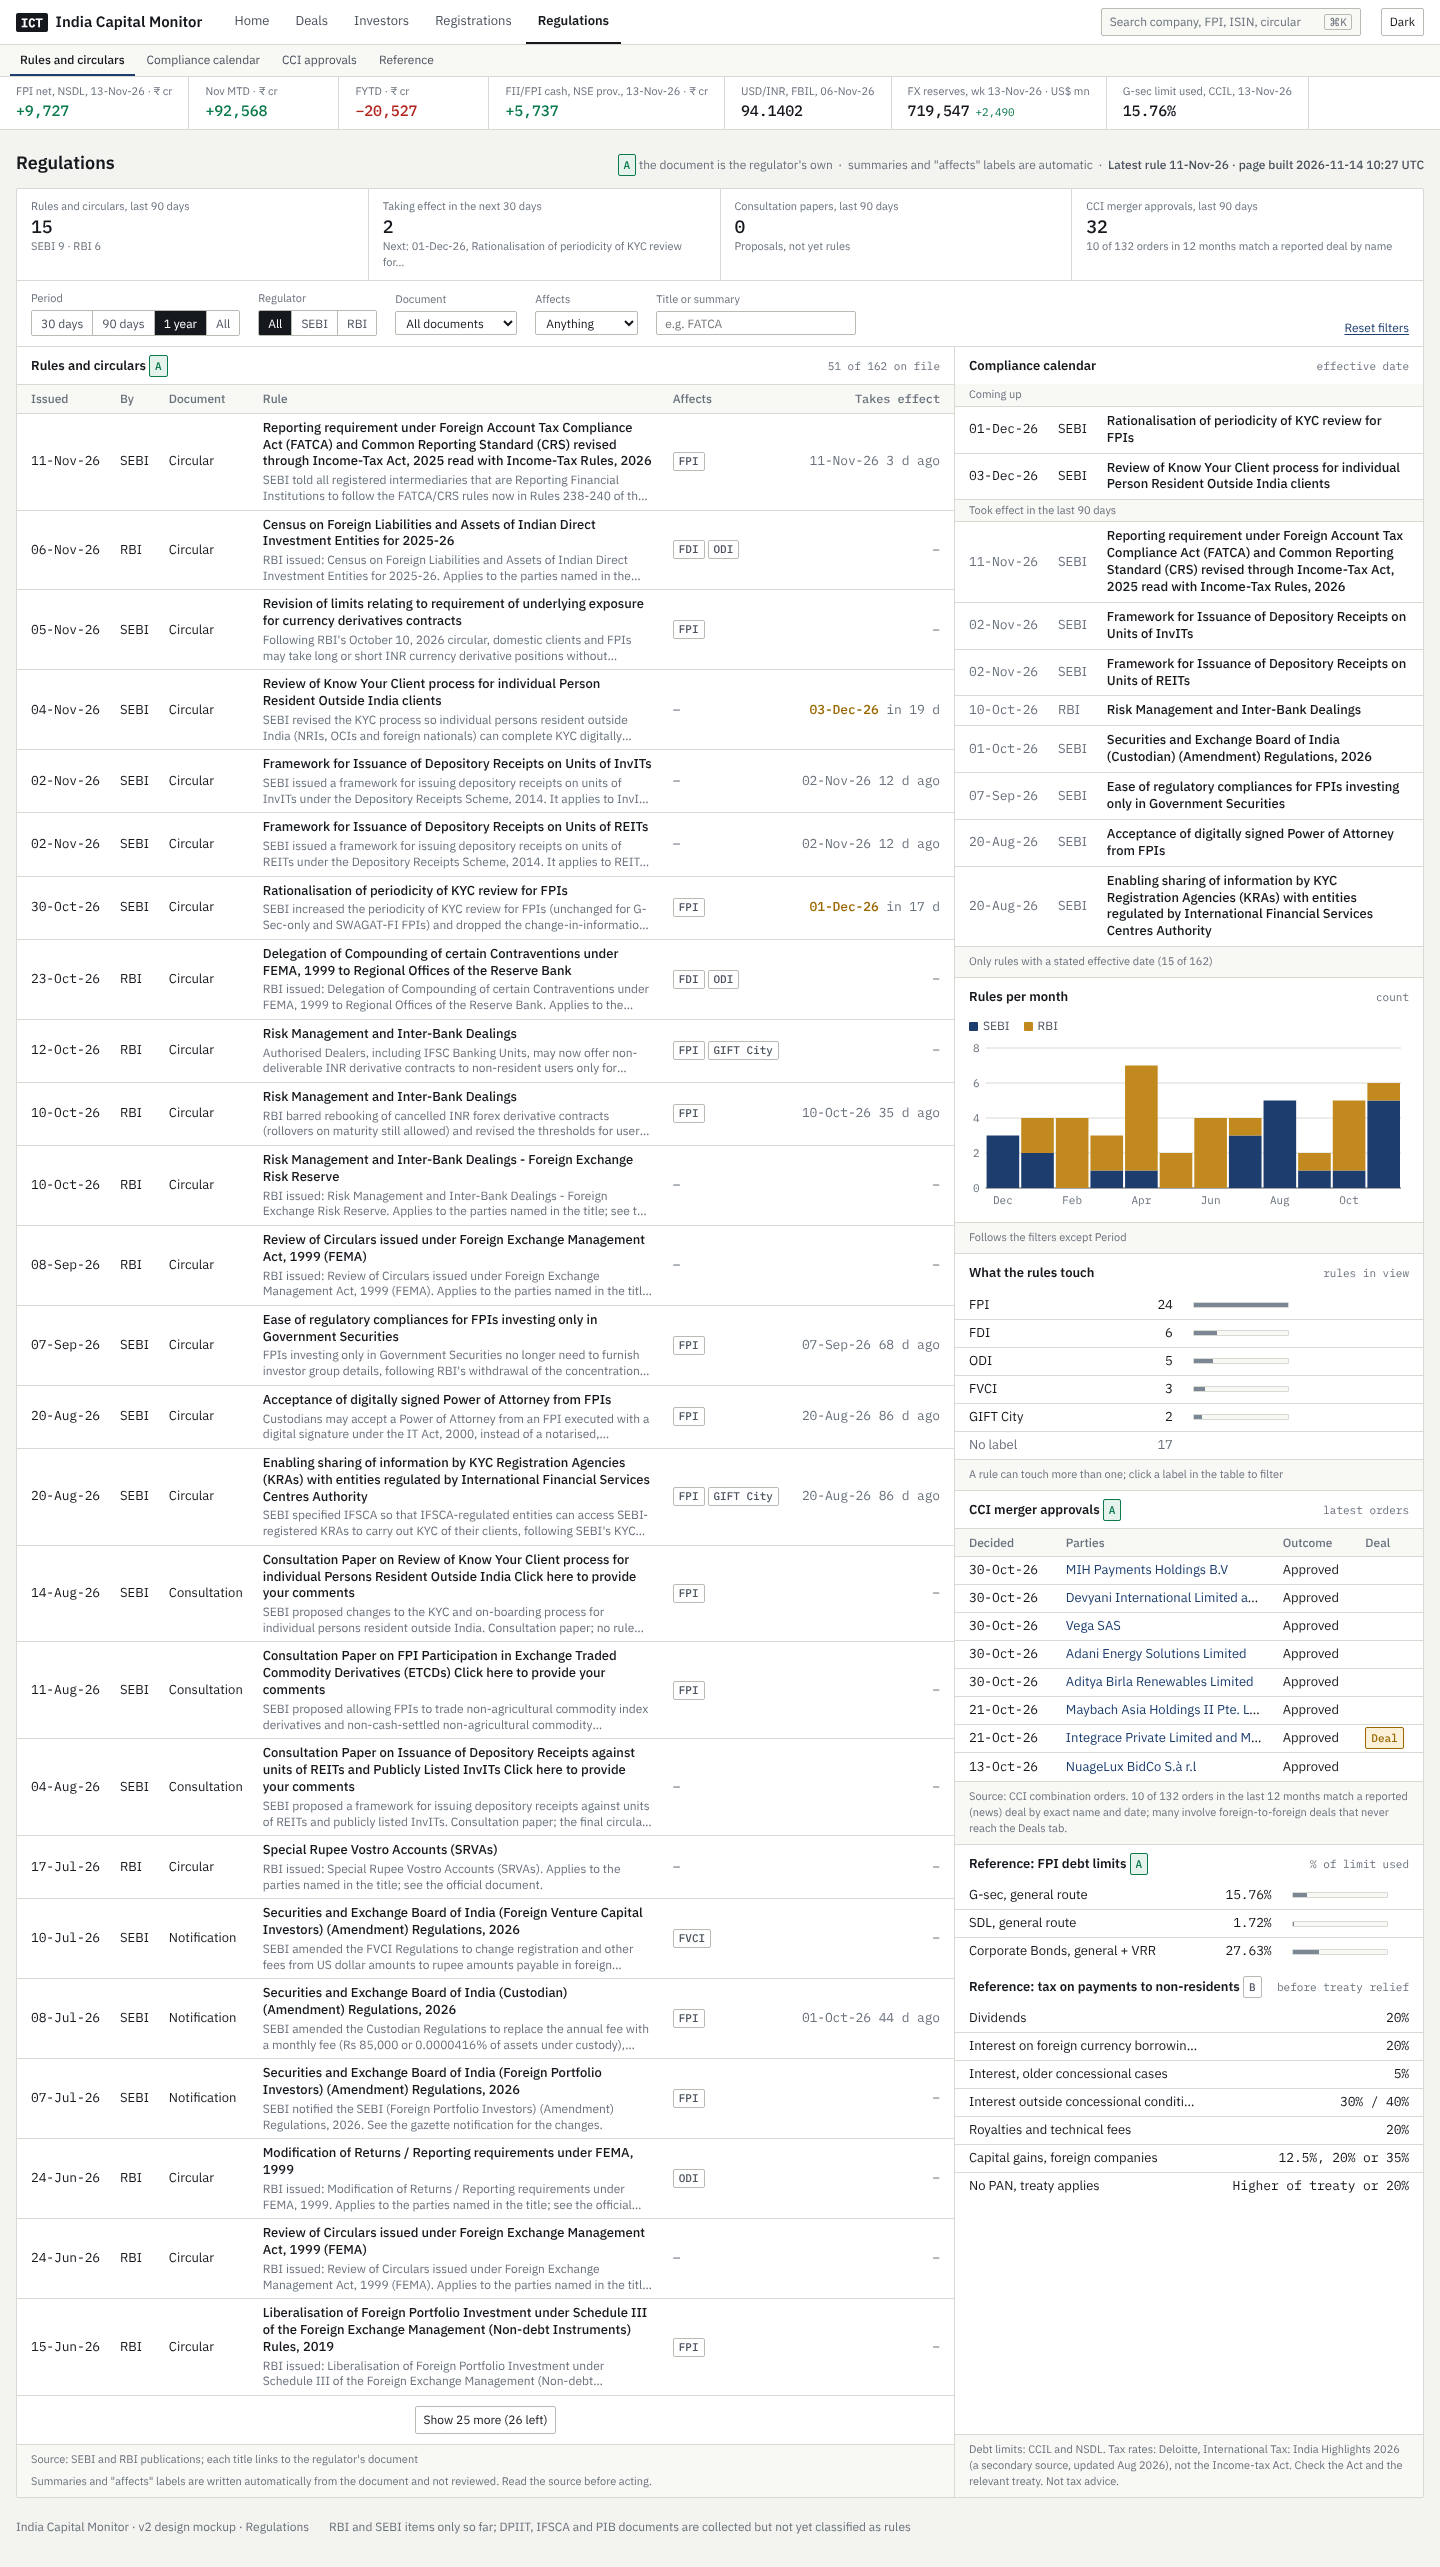 ICT India Capital Monitor Home Deals Investors Registrations Regulations Search company, FPI, ISIN, circular ⌘K Dark
Rules and circulars Compliance calendar CCI approvals Reference
FPI net, NSDL, 13-Nov-26 · ₹ cr Nov MTD · ₹ cr FYTD · ₹ cr FII/FPI cash, NSE prov., 13-Nov-26 · ₹ cr USD/INR, FBIL, 06-Nov-26 FX reserves, wk 13-Nov-26 · US$ mn G-sec limit used, CCIL, 13-Nov-26
+9,727 +92,568 −20,527 +5,737 94.1402 719,547 +2,490 15.76%
Regulations
A the document is the regulator's own · summaries and "affects" labels are automatic · Latest rule 11-Nov-26 · page built 2026-11-14 10:27 UTC
Rules and circulars, last 90 days
15
SEBI 9 · RBI 6
Taking effect in the next 30 days
2
Next: 01-Dec-26, Rationalisation of periodicity of KYC review
for...
Consultation papers, last 90 days
0
Proposals, not yet rules
CCI merger approvals, last 90 days
32
10 of 132 orders in 12 months match a reported deal by name
Period Regulator Document Affects Title or summary
30 days 90 days 1 year All All SEBI RBI All documents Anything e.g. FATCA Reset filters
Rules and circulars A 51 of 162 on file
Issued By Document Rule Affects Takes effect
Reporting requirement under Foreign Account Tax Compliance
Act (FATCA) and Common Reporting Standard (CRS) revised
through Income-Tax Act, 2025 read with Income-Tax Rules, 2026
11-Nov-26 SEBI Circular FPI 11-Nov-26 3 d ago
SEBI told all registered intermediaries that are Reporting Financial
Institutions to follow the FATCA/CRS rules now in Rules 238-240 of th...
Census on Foreign Liabilities and Assets of Indian Direct
Investment Entities for 2025-26
06-Nov-26 RBI Circular FDI ODI –
RBI issued: Census on Foreign Liabilities and Assets of Indian Direct
Investment Entities for 2025-26. Applies to the parties named in the...
Revision of limits relating to requirement of underlying exposure
for currency derivatives contracts
05-Nov-26 SEBI Circular FPI –
Following RBI's October 10, 2026 circular, domestic clients and FPIs
may take long or short INR currency derivative positions without...
Review of Know Your Client process for individual Person
Resident Outside India clients
04-Nov-26 SEBI Circular – 03-Dec-26 in 19 d
SEBI revised the KYC process so individual persons resident outside
India (NRIs, OCIs and foreign nationals) can complete KYC digitally...
Framework for Issuance of Depository Receipts on Units of InvITs
02-Nov-26 SEBI Circular – 02-Nov-26 12 d ago
SEBI issued a framework for issuing depository receipts on units of
InvITs under the Depository Receipts Scheme, 2014. It applies to InvI...
Framework for Issuance of Depository Receipts on Units of REITs
02-Nov-26 SEBI Circular – 02-Nov-26 12 d ago
SEBI issued a framework for issuing depository receipts on units of
REITs under the Depository Receipts Scheme, 2014. It applies to REIT...
Rationalisation of periodicity of KYC review for FPIs
30-Oct-26 SEBI Circular FPI 01-Dec-26 in 17 d
SEBI increased the periodicity of KYC review for FPIs (unchanged for G-
Sec-only and SWAGAT-FI FPIs) and dropped the change-in-informatio...
Delegation of Compounding of certain Contraventions under
FEMA, 1999 to Regional Offices of the Reserve Bank
23-Oct-26 RBI Circular FDI ODI –
RBI issued: Delegation of Compounding of certain Contraventions under
FEMA, 1999 to Regional Offices of the Reserve Bank. Applies to the...
Risk Management and Inter-Bank Dealings
12-Oct-26 RBI Circular FPI GIFT City –
Authorised Dealers, including IFSC Banking Units, may now offer non-
deliverable INR derivative contracts to non-resident users only for...
Risk Management and Inter-Bank Dealings
10-Oct-26 RBI Circular FPI 10-Oct-26 35 d ago
RBI barred rebooking of cancelled INR forex derivative contracts
(rollovers on maturity still allowed) and revised the thresholds for user...
Risk Management and Inter-Bank Dealings - Foreign Exchange
Risk Reserve
10-Oct-26 RBI Circular – –
RBI issued: Risk Management and Inter-Bank Dealings - Foreign
Exchange Risk Reserve. Applies to the parties named in the title; see t...
Review of Circulars issued under Foreign Exchange Management
Act, 1999 (FEMA)
08-Sep-26 RBI Circular – –
RBI issued: Review of Circulars issued under Foreign Exchange
Management Act, 1999 (FEMA). Applies to the parties named in the titl...
Ease of regulatory compliances for FPIs investing only in
Government Securities
07-Sep-26 SEBI Circular FPI 07-Sep-26 68 d ago
FPIs investing only in Government Securities no longer need to furnish
investor group details, following RBI's withdrawal of the concentration...
Acceptance of digitally signed Power of Attorney from FPIs
20-Aug-26 SEBI Circular FPI 20-Aug-26 86 d ago
Custodians may accept a Power of Attorney from an FPI executed with a
digital signature under the IT Act, 2000, instead of a notarised,...
Enabling sharing of information by KYC Registration Agencies
(KRAs) with entities regulated by International Financial Services
Centres Authority
20-Aug-26 SEBI Circular FPI GIFT City 20-Aug-26 86 d ago
SEBI specified IFSCA so that IFSCA-regulated entities can access SEBI-
registered KRAs to carry out KYC of their clients, following SEBI's KYC...
Consultation Paper on Review of Know Your Client process for
individual Persons Resident Outside India Click here to provide
your comments
14-Aug-26 SEBI Consultation FPI –
SEBI proposed changes to the KYC and on-boarding process for
individual persons resident outside India. Consultation paper; no rule...
Consultation Paper on FPI Participation in Exchange Traded
Commodity Derivatives (ETCDs) Click here to provide your
comments
11-Aug-26 SEBI Consultation FPI –
SEBI proposed allowing FPIs to trade non-agricultural commodity index
derivatives and non-cash-settled non-agricultural commodity...
Consultation Paper on Issuance of Depository Receipts against
units of REITs and Publicly Listed InvITs Click here to provide
your comments
04-Aug-26 SEBI Consultation – –
SEBI proposed a framework for issuing depository receipts against units
of REITs and publicly listed InvITs. Consultation paper; the final circula...
Special Rupee Vostro Accounts (SRVAs)
17-Jul-26 RBI Circular – –
RBI issued: Special Rupee Vostro Accounts (SRVAs). Applies to the
parties named in the title; see the official document.
Securities and Exchange Board of India (Foreign Venture Capital
Investors) (Amendment) Regulations, 2026
10-Jul-26 SEBI Notification FVCI –
SEBI amended the FVCI Regulations to change registration and other
fees from US dollar amounts to rupee amounts payable in foreign...
Securities and Exchange Board of India (Custodian)
(Amendment) Regulations, 2026
08-Jul-26 SEBI Notification FPI 01-Oct-26 44 d ago
SEBI amended the Custodian Regulations to replace the annual fee with
a monthly fee (Rs 85,000 or 0.0000416% of assets under custody),...
Securities and Exchange Board of India (Foreign Portfolio
Investors) (Amendment) Regulations, 2026
07-Jul-26 SEBI Notification FPI –
SEBI notified the SEBI (Foreign Portfolio Investors) (Amendment)
Regulations, 2026. See the gazette notification for the changes.
Modification of Returns / Reporting requirements under FEMA,
1999
24-Jun-26 RBI Circular ODI –
RBI issued: Modification of Returns / Reporting requirements under
FEMA, 1999. Applies to the parties named in the title; see the official...
Review of Circulars issued under Foreign Exchange Management
Act, 1999 (FEMA)
24-Jun-26 RBI Circular – –
RBI issued: Review of Circulars issued under Foreign Exchange
Management Act, 1999 (FEMA). Applies to the parties named in the titl...
Liberalisation of Foreign Portfolio Investment under Schedule III
of the Foreign Exchange Management (Non-debt Instruments)
Rules, 2019
15-Jun-26 RBI Circular FPI –
RBI issued: Liberalisation of Foreign Portfolio Investment under
Schedule III of the Foreign Exchange Management (Non-debt...
Show 25 more (26 left)
Source: SEBI and RBI publications; each title links to the regulator's document
Summaries and "affects" labels are written automatically from the document and not reviewed. Read the source before acting.
Compliance calendar effective date
Coming up
01-Dec-26 SEBI Rationalisation of periodicity of KYC review for
FPIs
03-Dec-26 SEBI Review of Know Your Client process for individual
Person Resident Outside India clients
Took effect in the last 90 days
Reporting requirement under Foreign Account Tax
Compliance Act (FATCA) and Common Reporting
11-Nov-26 SEBI Standard (CRS) revised through Income-Tax Act,
2025 read with Income-Tax Rules, 2026
02-Nov-26 SEBI Framework for Issuance of Depository Receipts on
Units of InvITs
02-Nov-26 SEBI Framework for Issuance of Depository Receipts on
Units of REITs
10-Oct-26 RBI Risk Management and Inter-Bank Dealings
01-Oct-26 SEBI Securities and Exchange Board of India
(Custodian) (Amendment) Regulations, 2026
07-Sep-26 SEBI Ease of regulatory compliances for FPIs investing
only in Government Securities
20-Aug-26 SEBI Acceptance of digitally signed Power of Attorney
from FPIs
Enabling sharing of information by KYC
Registration Agencies (KRAs) with entities
20-Aug-26 SEBI regulated by International Financial Services
Centres Authority
Only rules with a stated effective date (15 of 162)
Rules per month count
SEBI RBI
8
6
4
2
0
Dec Feb Apr Jun Aug Oct
Follows the filters except Period
What the rules touch rules in view
FPI 24
FDI 6
ODI 5
FVCI 3
GIFT City 2
No label 17
A rule can touch more than one; click a label in the table to filter
CCI merger approvals A latest orders
Decided Parties Outcome Deal
30-Oct-26 MIH Payments Holdings B.V Approved
30-Oct-26 Devyani International Limited a... Approved
30-Oct-26 Vega SAS Approved
30-Oct-26 Adani Energy Solutions Limited Approved
30-Oct-26 Aditya Birla Renewables Limited Approved
21-Oct-26 Maybach Asia Holdings II Pte. L... Approved
21-Oct-26 Integrace Private Limited and M... Approved Deal
13-Oct-26 NuageLux BidCo S.à r.l Approved
Source: CCI combination orders. 10 of 132 orders in the last 12 months match a reported
(news) deal by exact name and date; many involve foreign-to-foreign deals that never
reach the Deals tab.
Reference: FPI debt limits A % of limit used
G-sec, general route 15.76%
SDL, general route 1.72%
Corporate Bonds, general + VRR 27.63%
Reference: tax on payments to non-residents B before treaty relief
Dividends 20%
Interest on foreign currency borrowin... 20%
Interest, older concessional cases 5%
Interest outside concessional conditi... 30% / 40%
Royalties and technical fees 20%
Capital gains, foreign companies 12.5%, 20% or 35%
No PAN, treaty applies Higher of treaty or 20%
Debt limits: CCIL and NSDL. Tax rates: Deloitte, International Tax: India Highlights 2026
(a secondary source, updated Aug 2026), not the Income-tax Act. Check the Act and the
relevant treaty. Not tax advice.
India Capital Monitor · v2 design mockup · Regulations RBI and SEBI items only so far; DPIIT, IFSCA and PIB documents are collected but not yet classified as rules